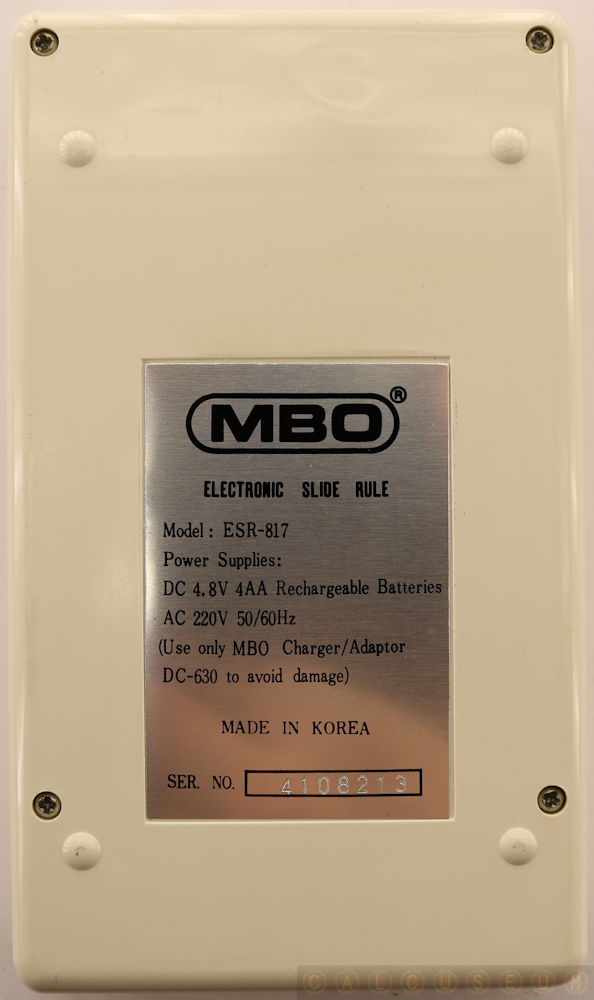 MBO®
ELECTRONIC SLIDE RULE
Model: ESR-817
Power Supplies:
DC 4.8V 4AA Rechargeable Batteries
AC 220V 50/60Hz
(Use only MBO Charger/Adaptor
DC-630 to avoid damage)
MADE IN KOREA
SER. NO. 4108213
CALCUSEUM